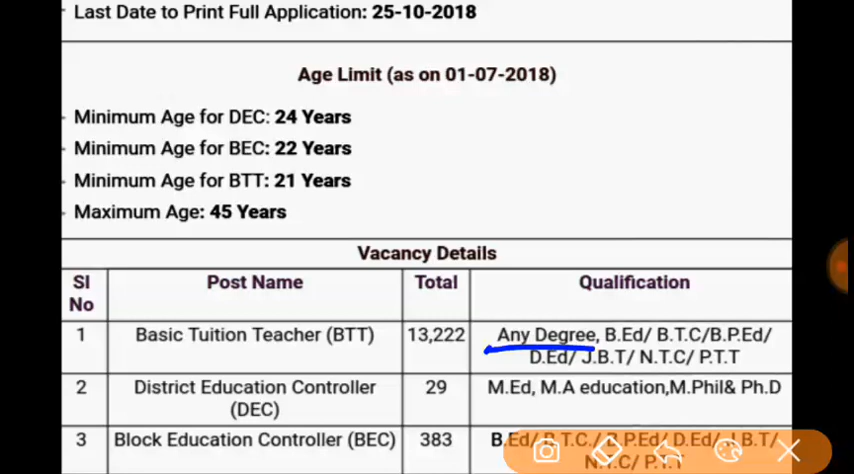 Last Date to Print Full Application: 25-10-2018
Age Limit (as on 01-07-2018)
Minimum Age for DEC: 24 Years
Minimum Age for BEC: 22 Years
Minimum Age for BTT: 21 Years
Maximum Age: 45 Years
Vacancy Details
Sl No Post Name Total Qualification
1 Basic Tuition Teacher (BTT) 13,222 Any Degree, B.Ed/ B.T.C/B.P.Ed/
D.Ed/ J.B.T/ N.T.C/ P.T.T
2 District Education Controller (DEC) 29 M.Ed, M.A education,M.Phil& Ph.D
3 Block Education Controller (BEC) 383 B.Ed/ B.T.C./ B.P.Ed/ D.Ed/ J.B.T/
N.T.C/ P.T.T